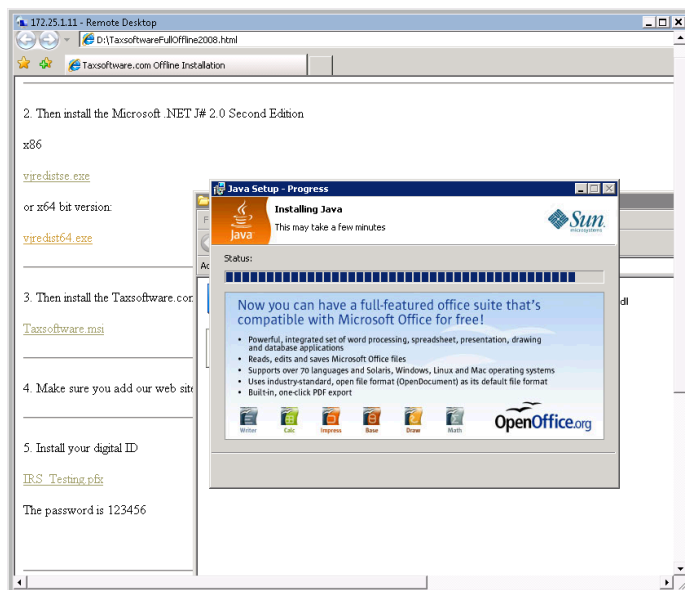 172.25.1.11 - Remote Desktop
D:\TaxsoftwareFullOffline2008.html
Taxsoftware.com Offline Installation
2. Then install the Microsoft .NET J# 2.0 Second Edition
x86
vjredistse.exe
or x64 bit version:
vjredist64.exe
3. Then install the Taxsoftware.com
Taxsoftware.msi
4. Make sure you add our web site
5. Install your digital ID
IRS_Testing.pfx
The password is 123456
Java Setup - Progress
Installing Java
This may take a few minutes
Java
Sun
microsystems
Status:
Now you can have a full-featured office suite that's
compatible with Microsoft Office for free!
• Powerful, integrated set of word processing, spreadsheet, presentation, drawing
and database applications
• Reads, edits and saves Microsoft Office files
• Supports over 70 languages and Solaris, Windows, Linux and Mac operating systems
• Uses industry-standard, open file format (OpenDocument) as its default file format
• Built-in, one-click PDF export
Writer Calc Impress Base Draw Math
OpenOffice.org